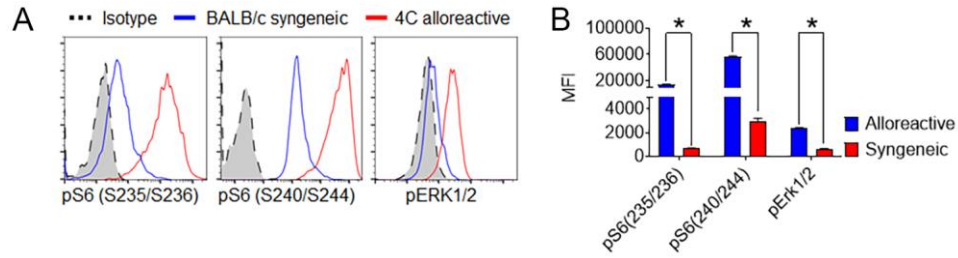 A
Isotype BALB/c syngeneic 4C alloreactive
pS6 (S235/S236) pS6 (S240/S244) pERK1/2
B
MFI
100000
60000
20000
4000
2000
0
* * *
Alloreactive
Syngeneic
pS6(235/236) pS6(240/244) pErk1/2